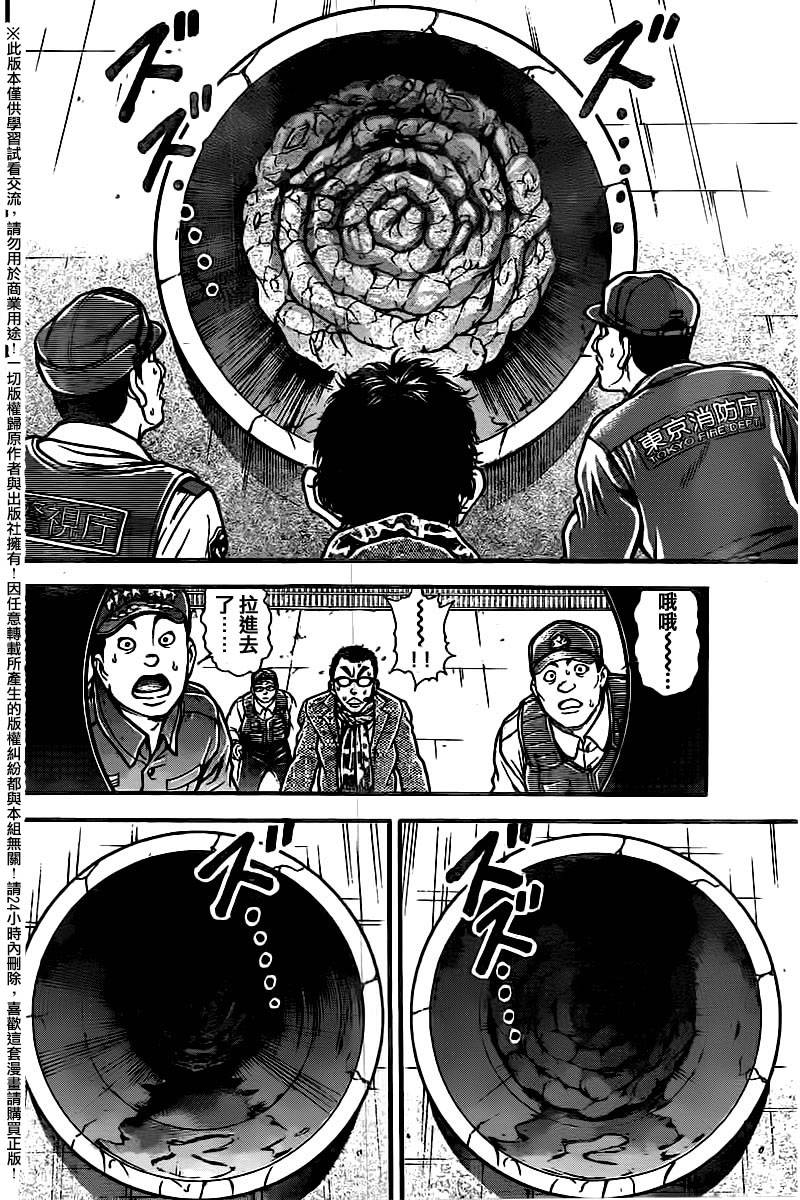 ズ
ズ
ズ
ズ
警視庁
東京消防庁
TOKYO FIRE DEPT.
哦哦~~~…
~~~!!
拉進去
了…
ズ
ズ
ズ
※此版本僅供學習試看交流，請勿用於商業用途！一切版權歸原作者與出版社擁有！因任意轉載所產生的版權糾紛都與本組無關！請24小時內刪除，喜歡這套漫畫請購買正版！